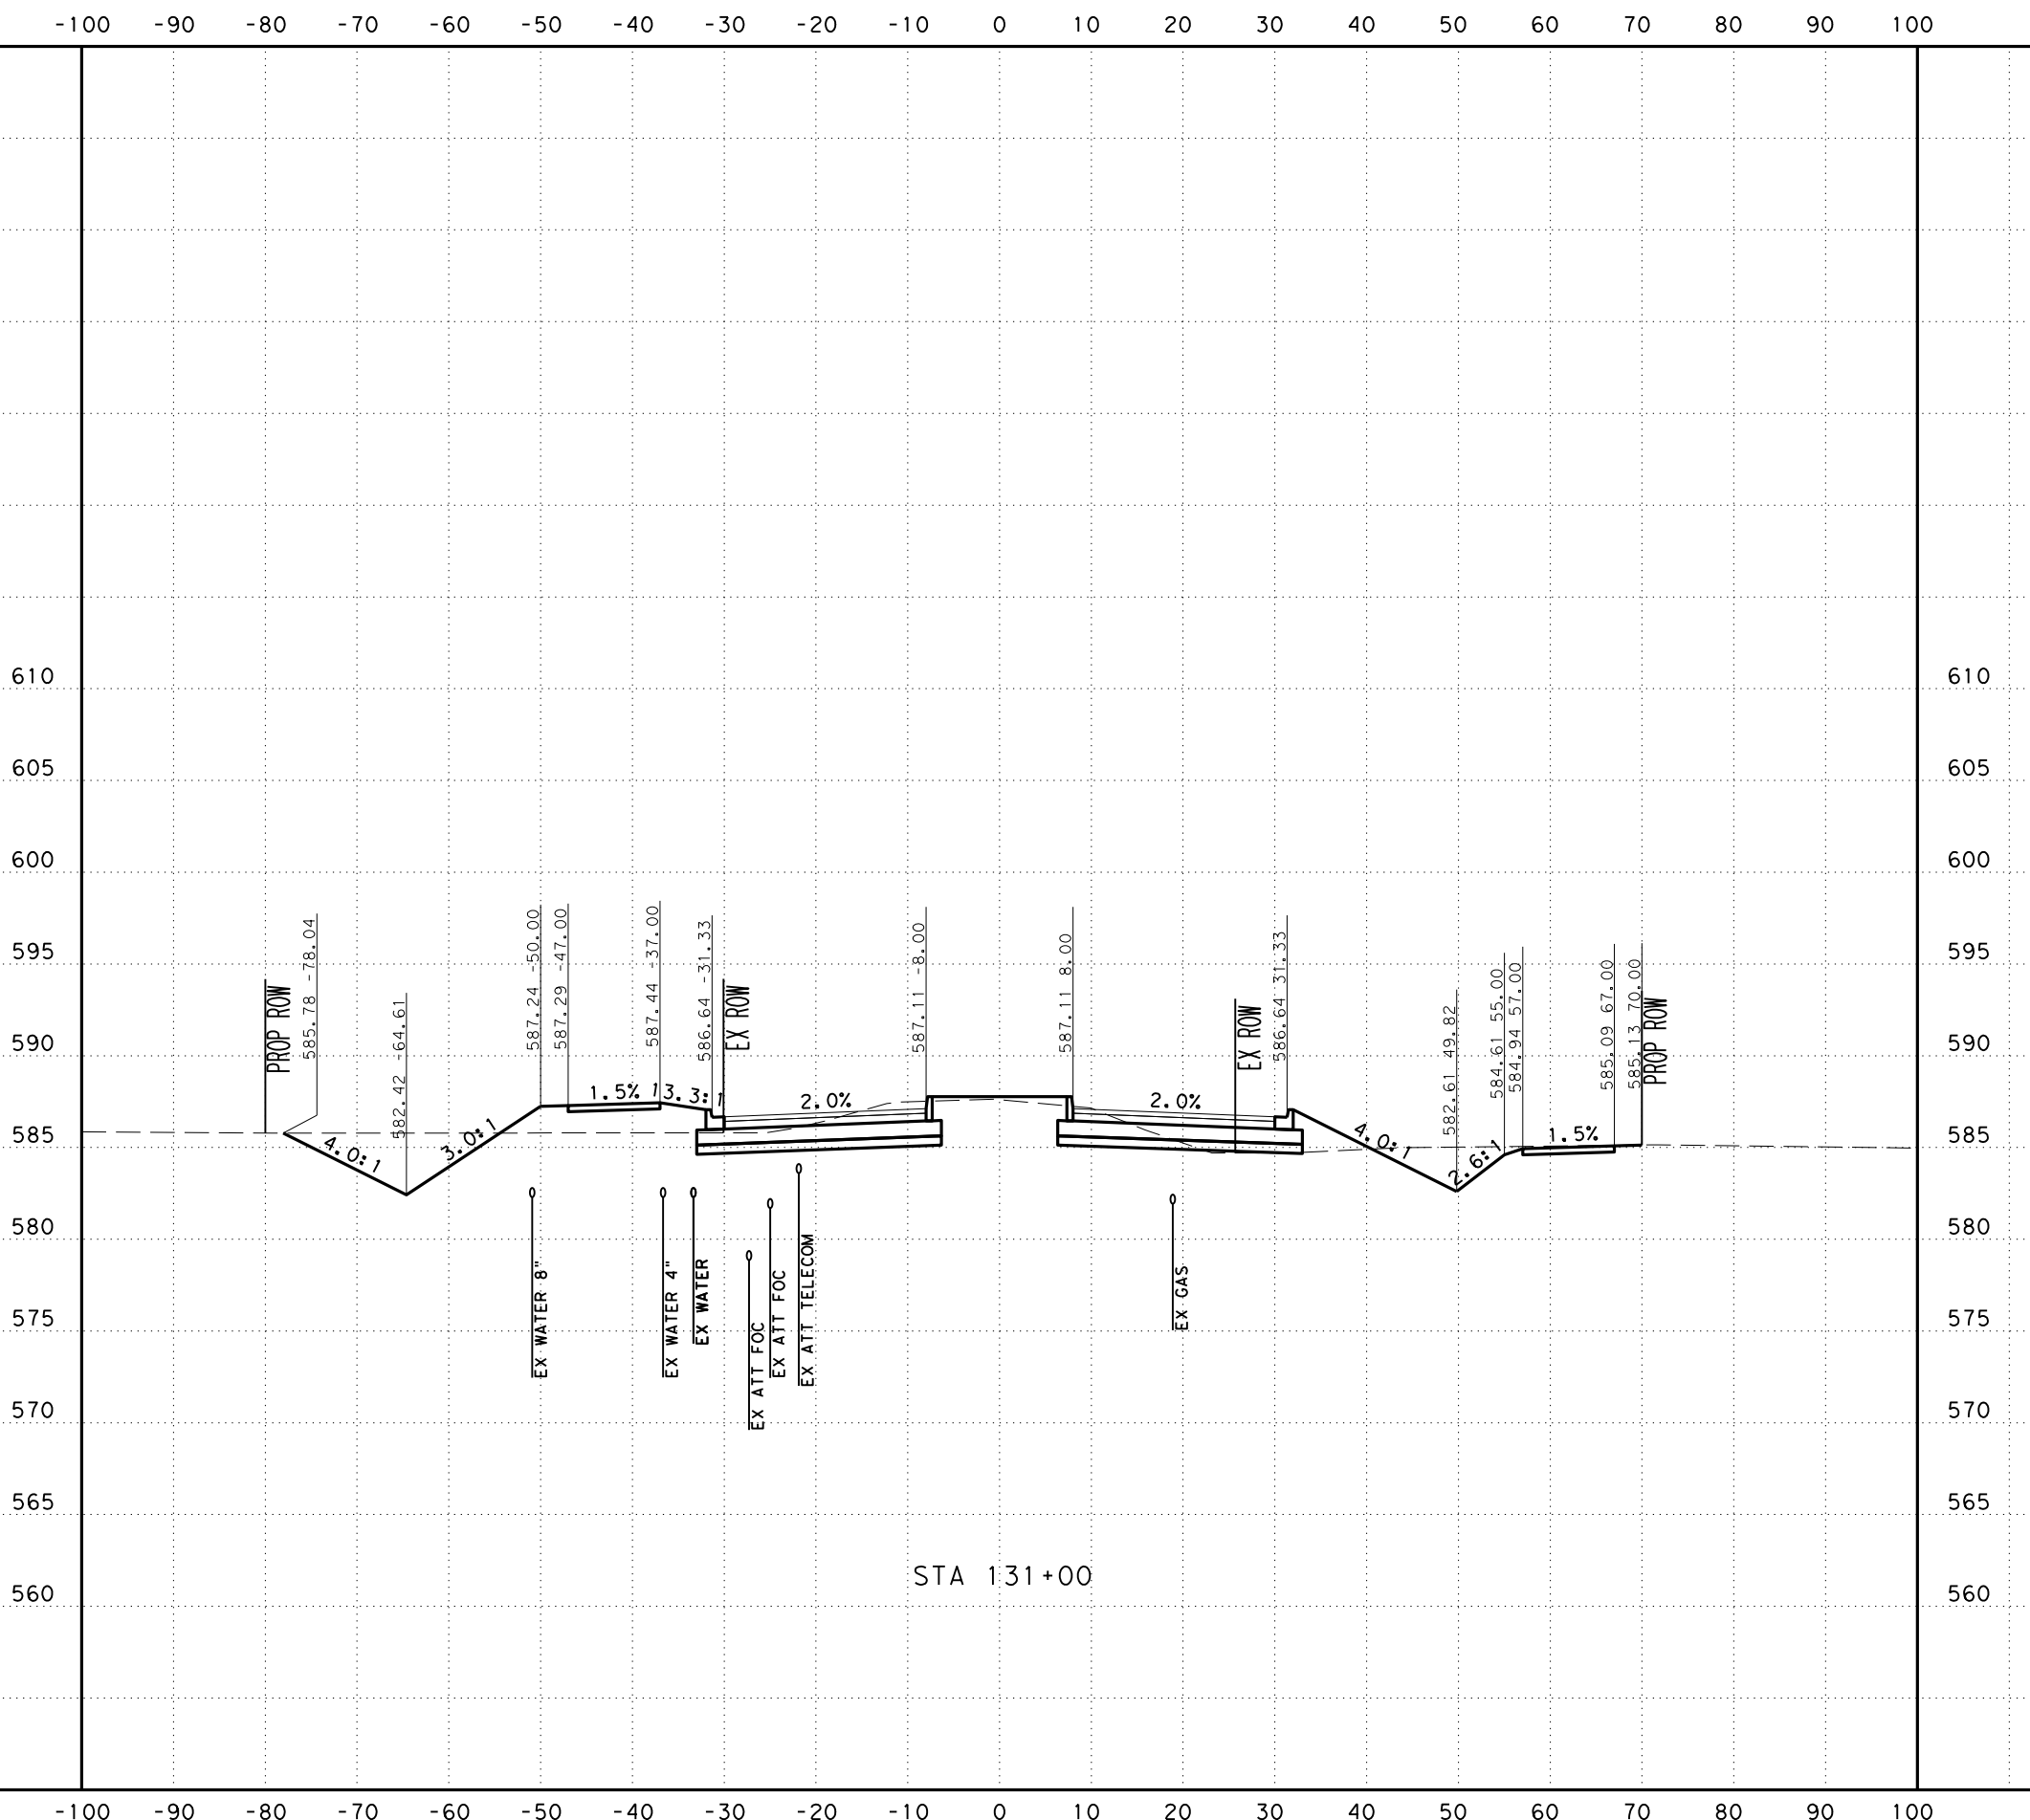 -100 -90 -80 -70 -60 -50 -40 -30 -20 -10 0 10 20 30 40 50 60 70 80 90 100
610 610
605 605
600 600
595 595
590 590
585 585
580 580
575 575
570 570
565 565
560 560
PROP ROW
585.78 -78.04
582.42 -64.61
587.24 -50.00
587.29 -47.00
587.44 -37.00
586.64 -31.33
EX ROW
587.11 -8.00
587.11 8.00
EX ROW
586.64 31.33
582.61 49.82
584.61 55.00
584.94 57.00
585.09 67.00
585.13 70.00
PROP ROW
4.0:1
3.0:1
1.5%
13.3:1
2.0%
2.0%
4.0:1
2.6:1
1.5%
EX WATER 8"
EX WATER 4"
EX WATER
EX ATT FOC
EX ATT FOC
EX ATT TELECOM
EX GAS
STA 131+00
-100 -90 -80 -70 -60 -50 -40 -30 -20 -10 0 10 20 30 40 50 60 70 80 90 100